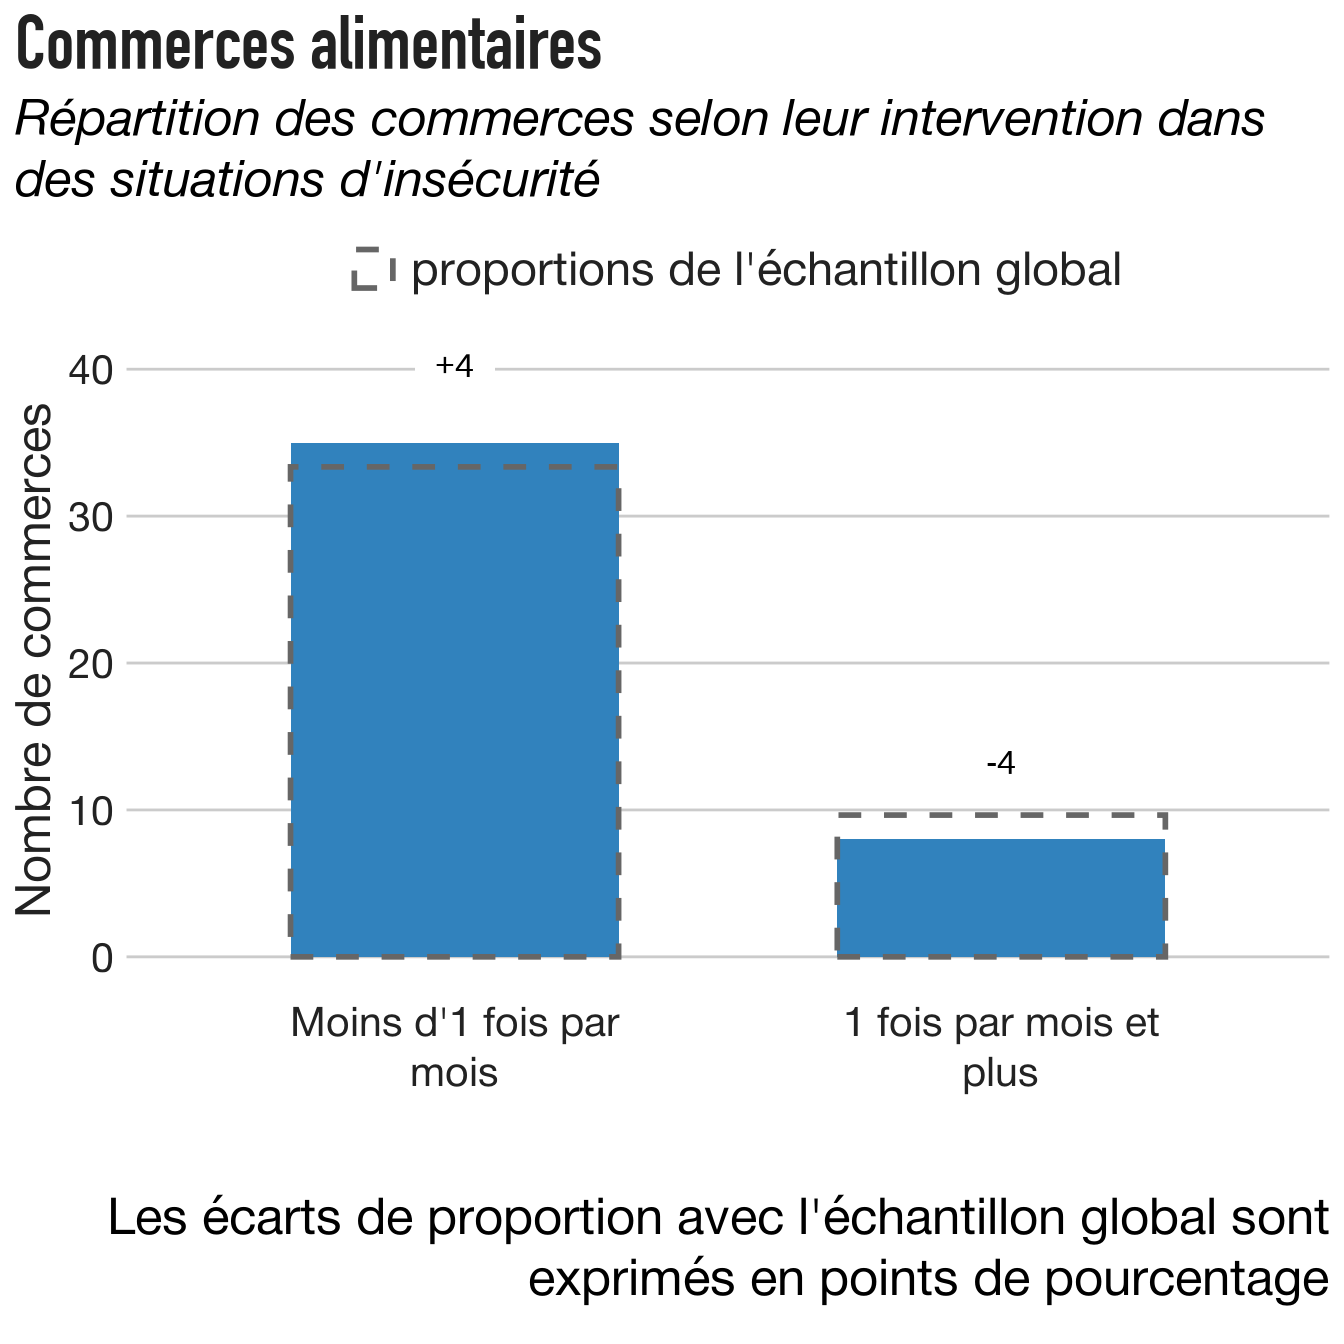 Commerces alimentaires
Répartition des commerces selon leur intervention dans
des situations d'insécurité
proportions de l'échantillon global
40
+4
Nombre de commerces
30
20
-4
10
0
Moins d'1 fois par
mois
1 fois par mois et
plus
Les écarts de proportion avec l'échantillon global sont
exprimés en points de pourcentage